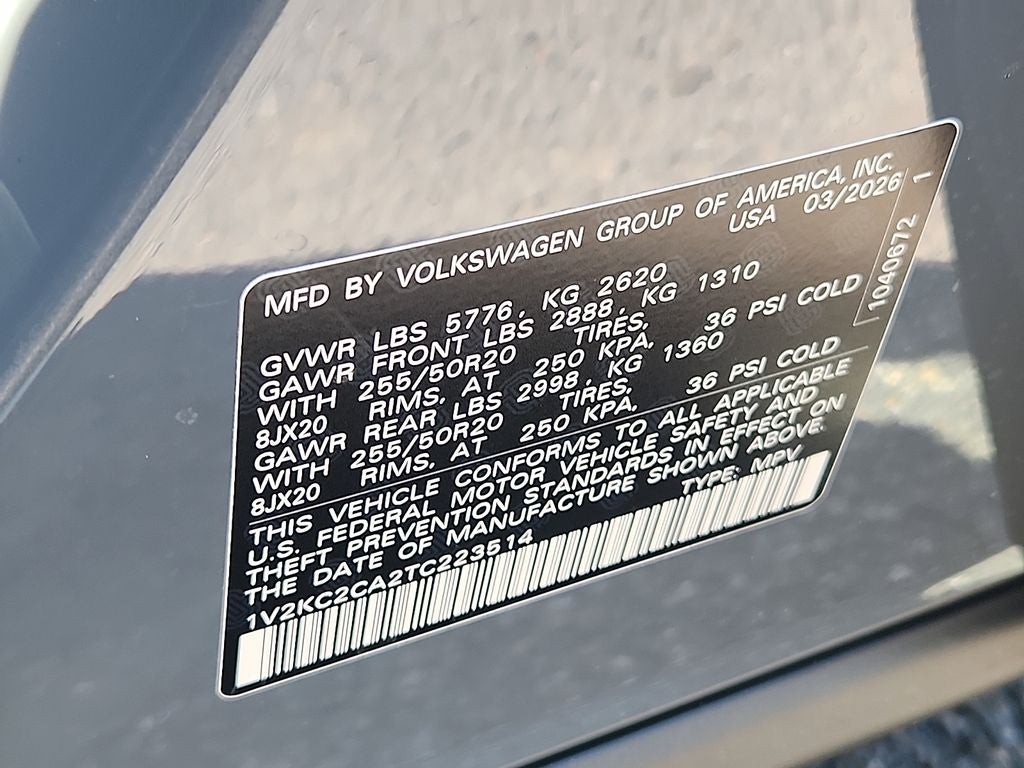 MFD BY VOLKSWAGEN GROUP OF AMERICA, INC.
USA 03/2026
1040672 1
GVWR LBS 5776, KG 2620
GAWR FRONT LBS 2888, KG 1310
WITH 255/50R20 TIRES,
8JX20 RIMS, AT 250 KPA, 36 PSI COLD
GAWR REAR LBS 2998, KG 1360
WITH 255/50R20 TIRES,
8JX20 RIMS, AT 250 KPA, 36 PSI COLD
THIS VEHICLE CONFORMS TO ALL APPLICABLE
U.S. FEDERAL MOTOR VEHICLE SAFETY AND
THEFT PREVENTION STANDARDS IN EFFECT ON
THE DATE OF MANUFACTURE SHOWN ABOVE.
1V2KC2CA2TC223514 TYPE: MPV